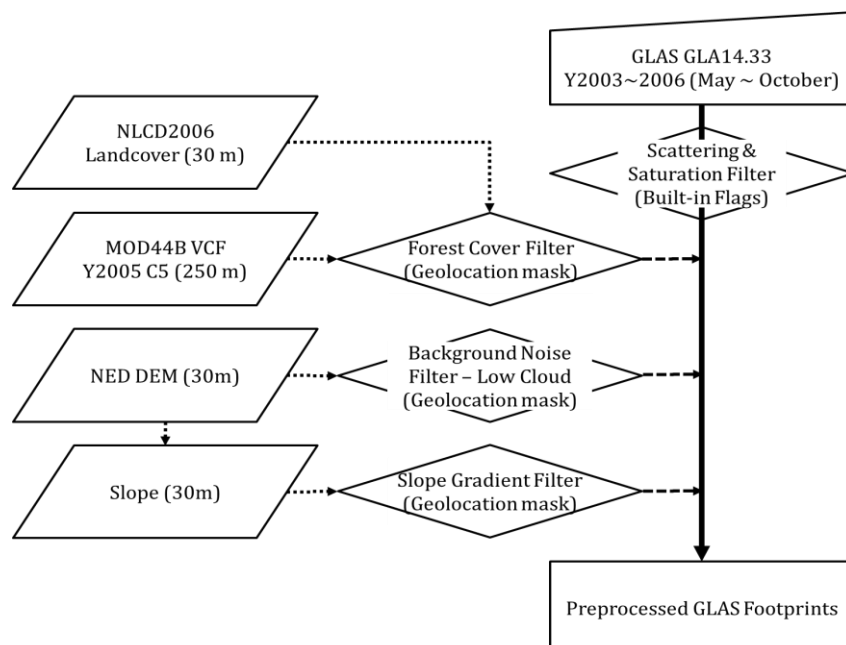 GLAS GLA14.33
Y2003~2006 (May ~ October)
NLCD2006
Landcover (30 m)
Scattering &
Saturation Filter
(Built-in Flags)
MOD44B VCF
Y2005 C5 (250 m)
Forest Cover Filter
(Geolocation mask)
NED DEM (30m)
Background Noise
Filter – Low Cloud
(Geolocation mask)
Slope (30m)
Slope Gradient Filter
(Geolocation mask)
Preprocessed GLAS Footprints